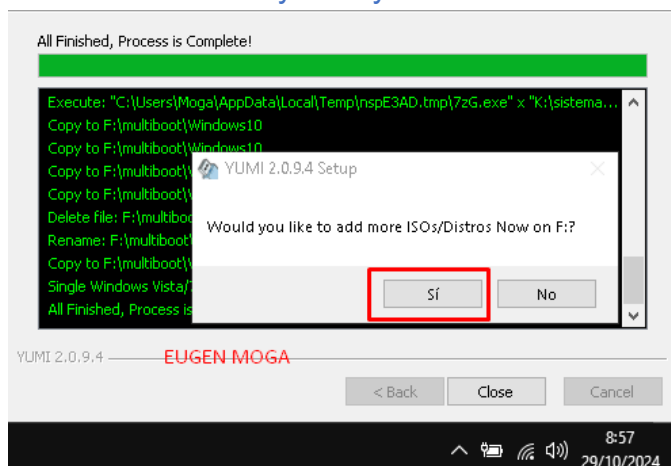 All Finished, Process is Complete!
Execute: "C:\Users\Moga\AppData\Local\Temp\nspE3AD.tmp\7zG.exe" x "K:\sistema...
Copy to F:\multiboot\Windows10
Copy to F:\multiboot\Windows10
Copy to F:\multiboot\
Copy to F:\multiboot\
Delete file: F:\multiboo
Rename: F:\multiboot
Copy to F:\multiboot\
Single Windows Vista/
All Finished, Process is
YUMI 2.0.9.4 Setup
Would you like to add more ISOs/Distros Now on F:?
Sí
No
YUMI 2.0.9.4
EUGEN MOGA
< Back
Close
Cancel
8:57
29/10/2024